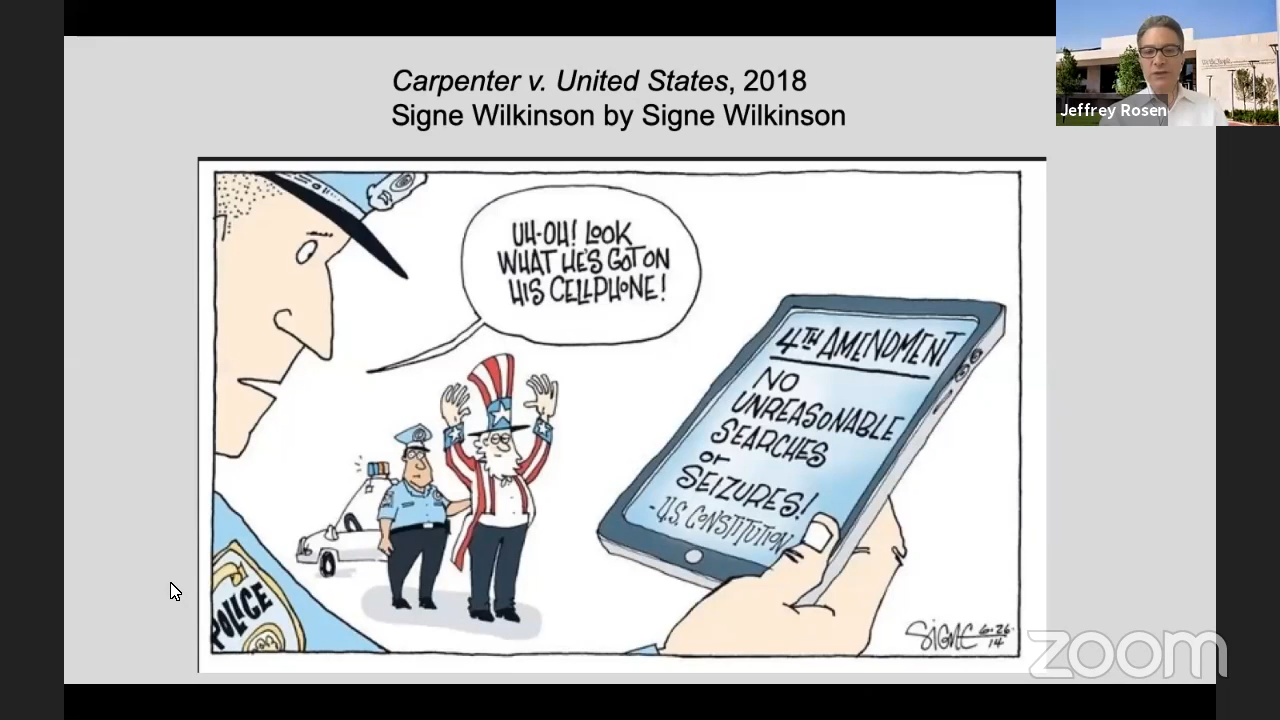 Carpenter v. United States, 2018
Signe Wilkinson by Signe Wilkinson
Jeffrey Rosen
UH-OH! LOOK
WHAT HE'S GOT ON
HIS CELLPHONE!
4TH AMENDMENT
NO
UNREASONABLE
SEARCHES
or
SEIZURES!
-U.S. CONSTITUTION
POLICE
Signe 6-26-14
zoom